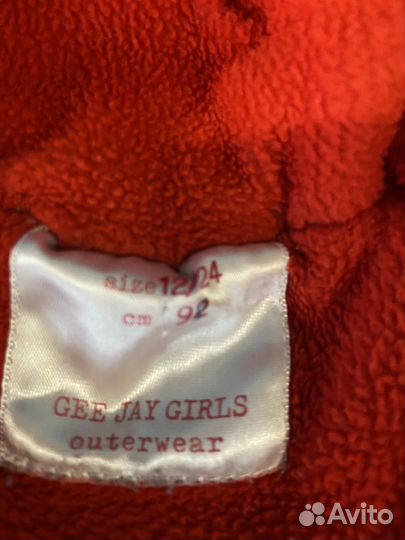 size 12/24
cm 92
GEE JAY GIRLS
outerwear
Avito